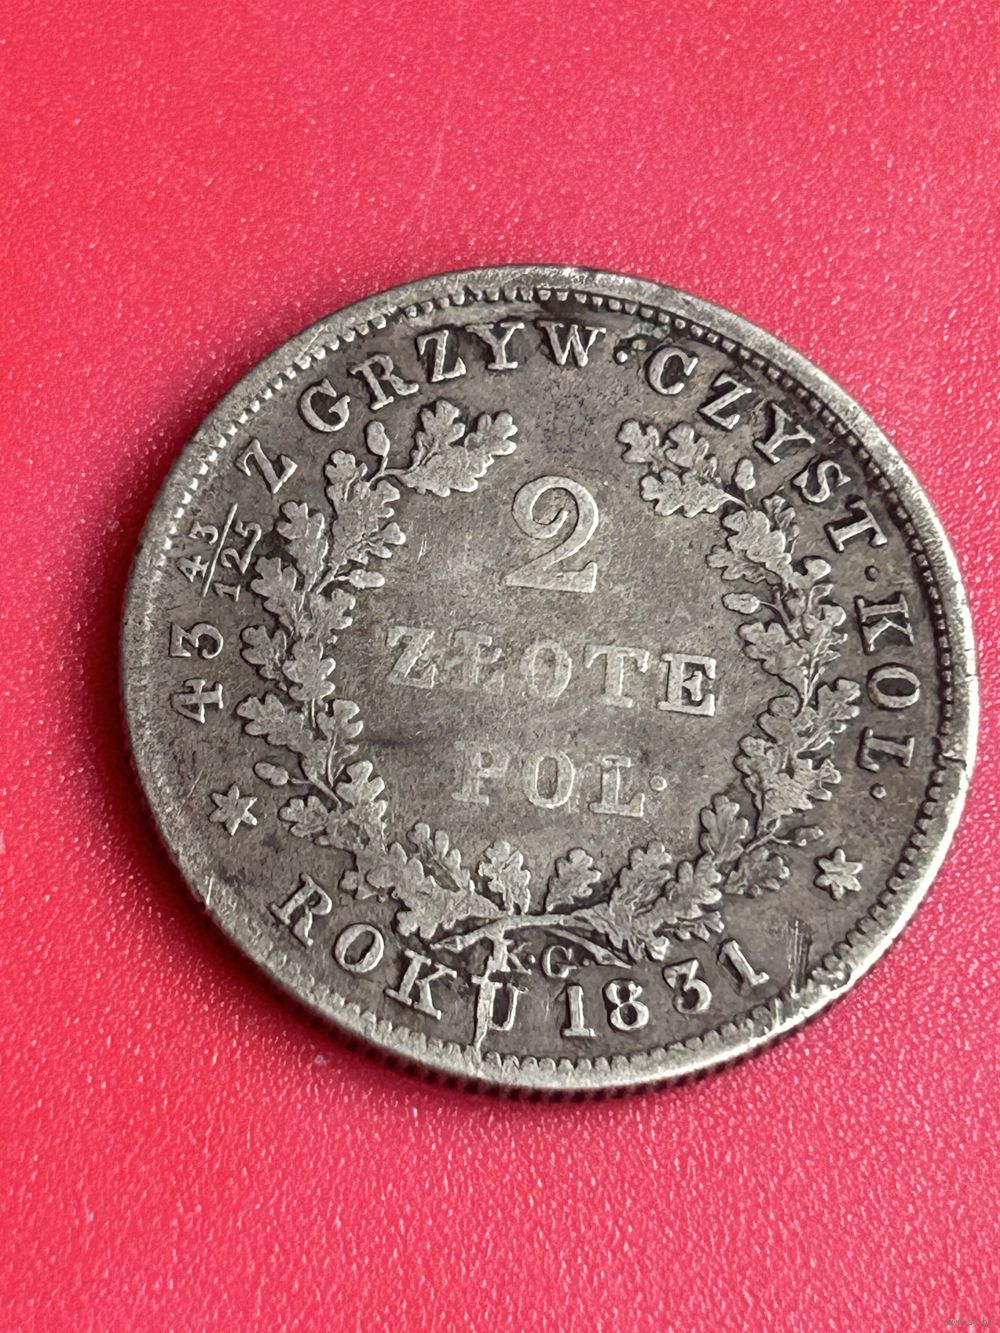 43 43/125 Z GRZYW · CZYST · KOL ·
2
ZŁOTE
POL ·
K · G ·
ROKU 1831